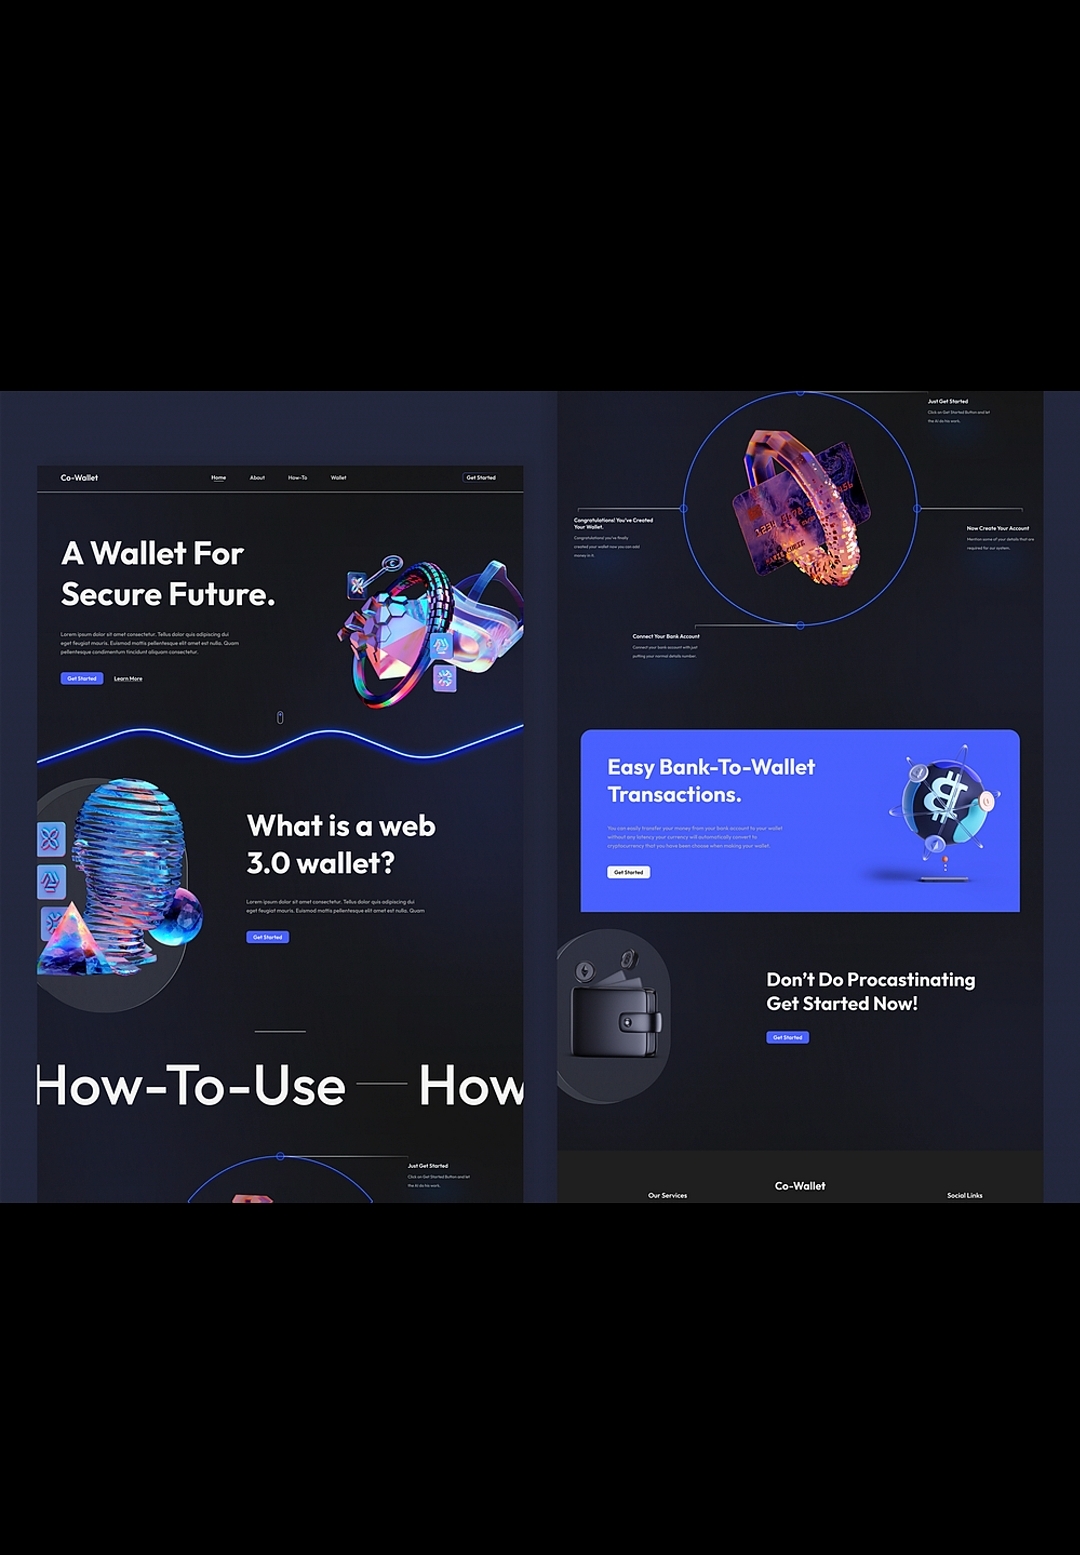 Co-Wallet
Home
About
How-To
Wallet
Get Started
A Wallet For
Secure Future.
Lorem ipsum dolor sit amet consectetur. Tellus dolor quis adipiscing dui
eget feugiat mauris. Euismod mattis pellentesque elit amet est nulla. Quam
pellentesque condimentum tincidunt aliquam consectetur.
Get Started
Learn More
What is a web
3.0 wallet?
Lorem ipsum dolor sit amet consectetur. Tellus dolor quis adipiscing dui
eget feugiat mauris. Euismod mattis pellentesque elit amet est nulla. Quam
Get Started
How-To-Use
How
Just Get Started
Click on Get Started Button and let
the AI do his work.
Just Get Started
Click on Get Started Button and let
the AI do his work.
Congratulations! You've Created
Your Wallet.
Congratulations! you've finally
created your wallet now you can add
money in it.
Now Create Your Account
Mention some of your details that are
required for our system.
Connect Your Bank Account
Connect your bank account with just
putting your normal details number.
Easy Bank-To-Wallet
Transactions.
You can easily transfer your money from your bank account to your wallet
without any latency your currency will automatically convert to
cryptocurrency that you have been choose when making your wallet.
Get Started
Don't Do Procastinating
Get Started Now!
Get Started
Co-Wallet
Our Services
Social Links